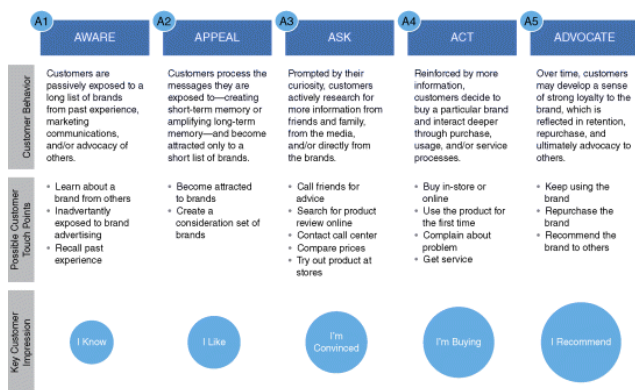 A1
AWARE
A2
APPEAL
A3
ASK
A4
ACT
A5
ADVOCATE
Customer Behavior
Customers are
passively exposed to a
long list of brands
from past experience,
marketing
communications,
and/or advocacy of
others.
Customers process the
messages they are
exposed to—creating
short-term memory or
amplifying long-term
memory—and become
attracted only to a
short list of brands.
Prompted by their
curiosity, customers
actively research for
more information from
friends and family,
from the media,
and/or directly from
the brands.
Reinforced by more
information,
customers decide to
buy a particular brand
and interact deeper
through purchase,
usage, and/or service
processes.
Over time, customers
may develop a sense
of strong loyalty to the
brand, which is
reflected in retention,
repurchase, and
ultimately advocacy to
others.
Possible Customer
Touch Points
• Learn about a
brand from others
• Inadvertently
exposed to brand
advertising
• Recall past
experience
• Become attracted
to brands
• Create a
consideration set of
brands
• Call friends for
advice
• Search for product
review online
• Contact call center
• Compare prices
• Try out product at
stores
• Buy in-store or
online
• Use the product for
the first time
• Complain about
problem
• Get service
• Keep using the
brand
• Repurchase the
brand
• Recommend the
brand to others
Key Customer
Impression
I Know
I Like
I'm
Convinced
I'm Buying
I Recommend